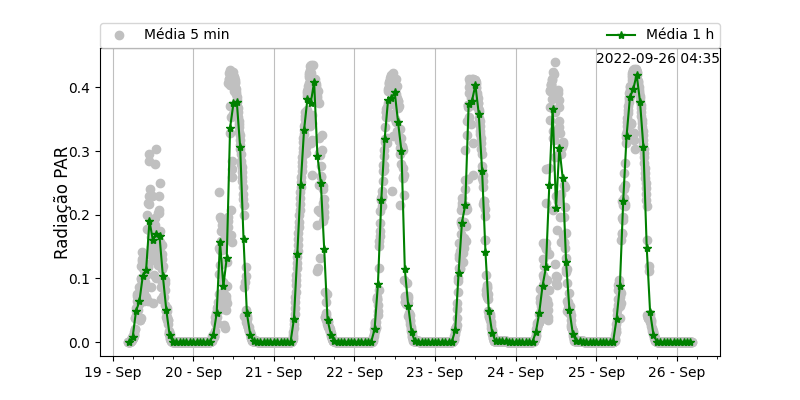 Média 5 min
Média 1 h
2022-09-26 04:35
Radiação PAR
0.4
0.3
0.2
0.1
0.0
19 - Sep
20 - Sep
21 - Sep
22 - Sep
23 - Sep
24 - Sep
25 - Sep
26 - Sep